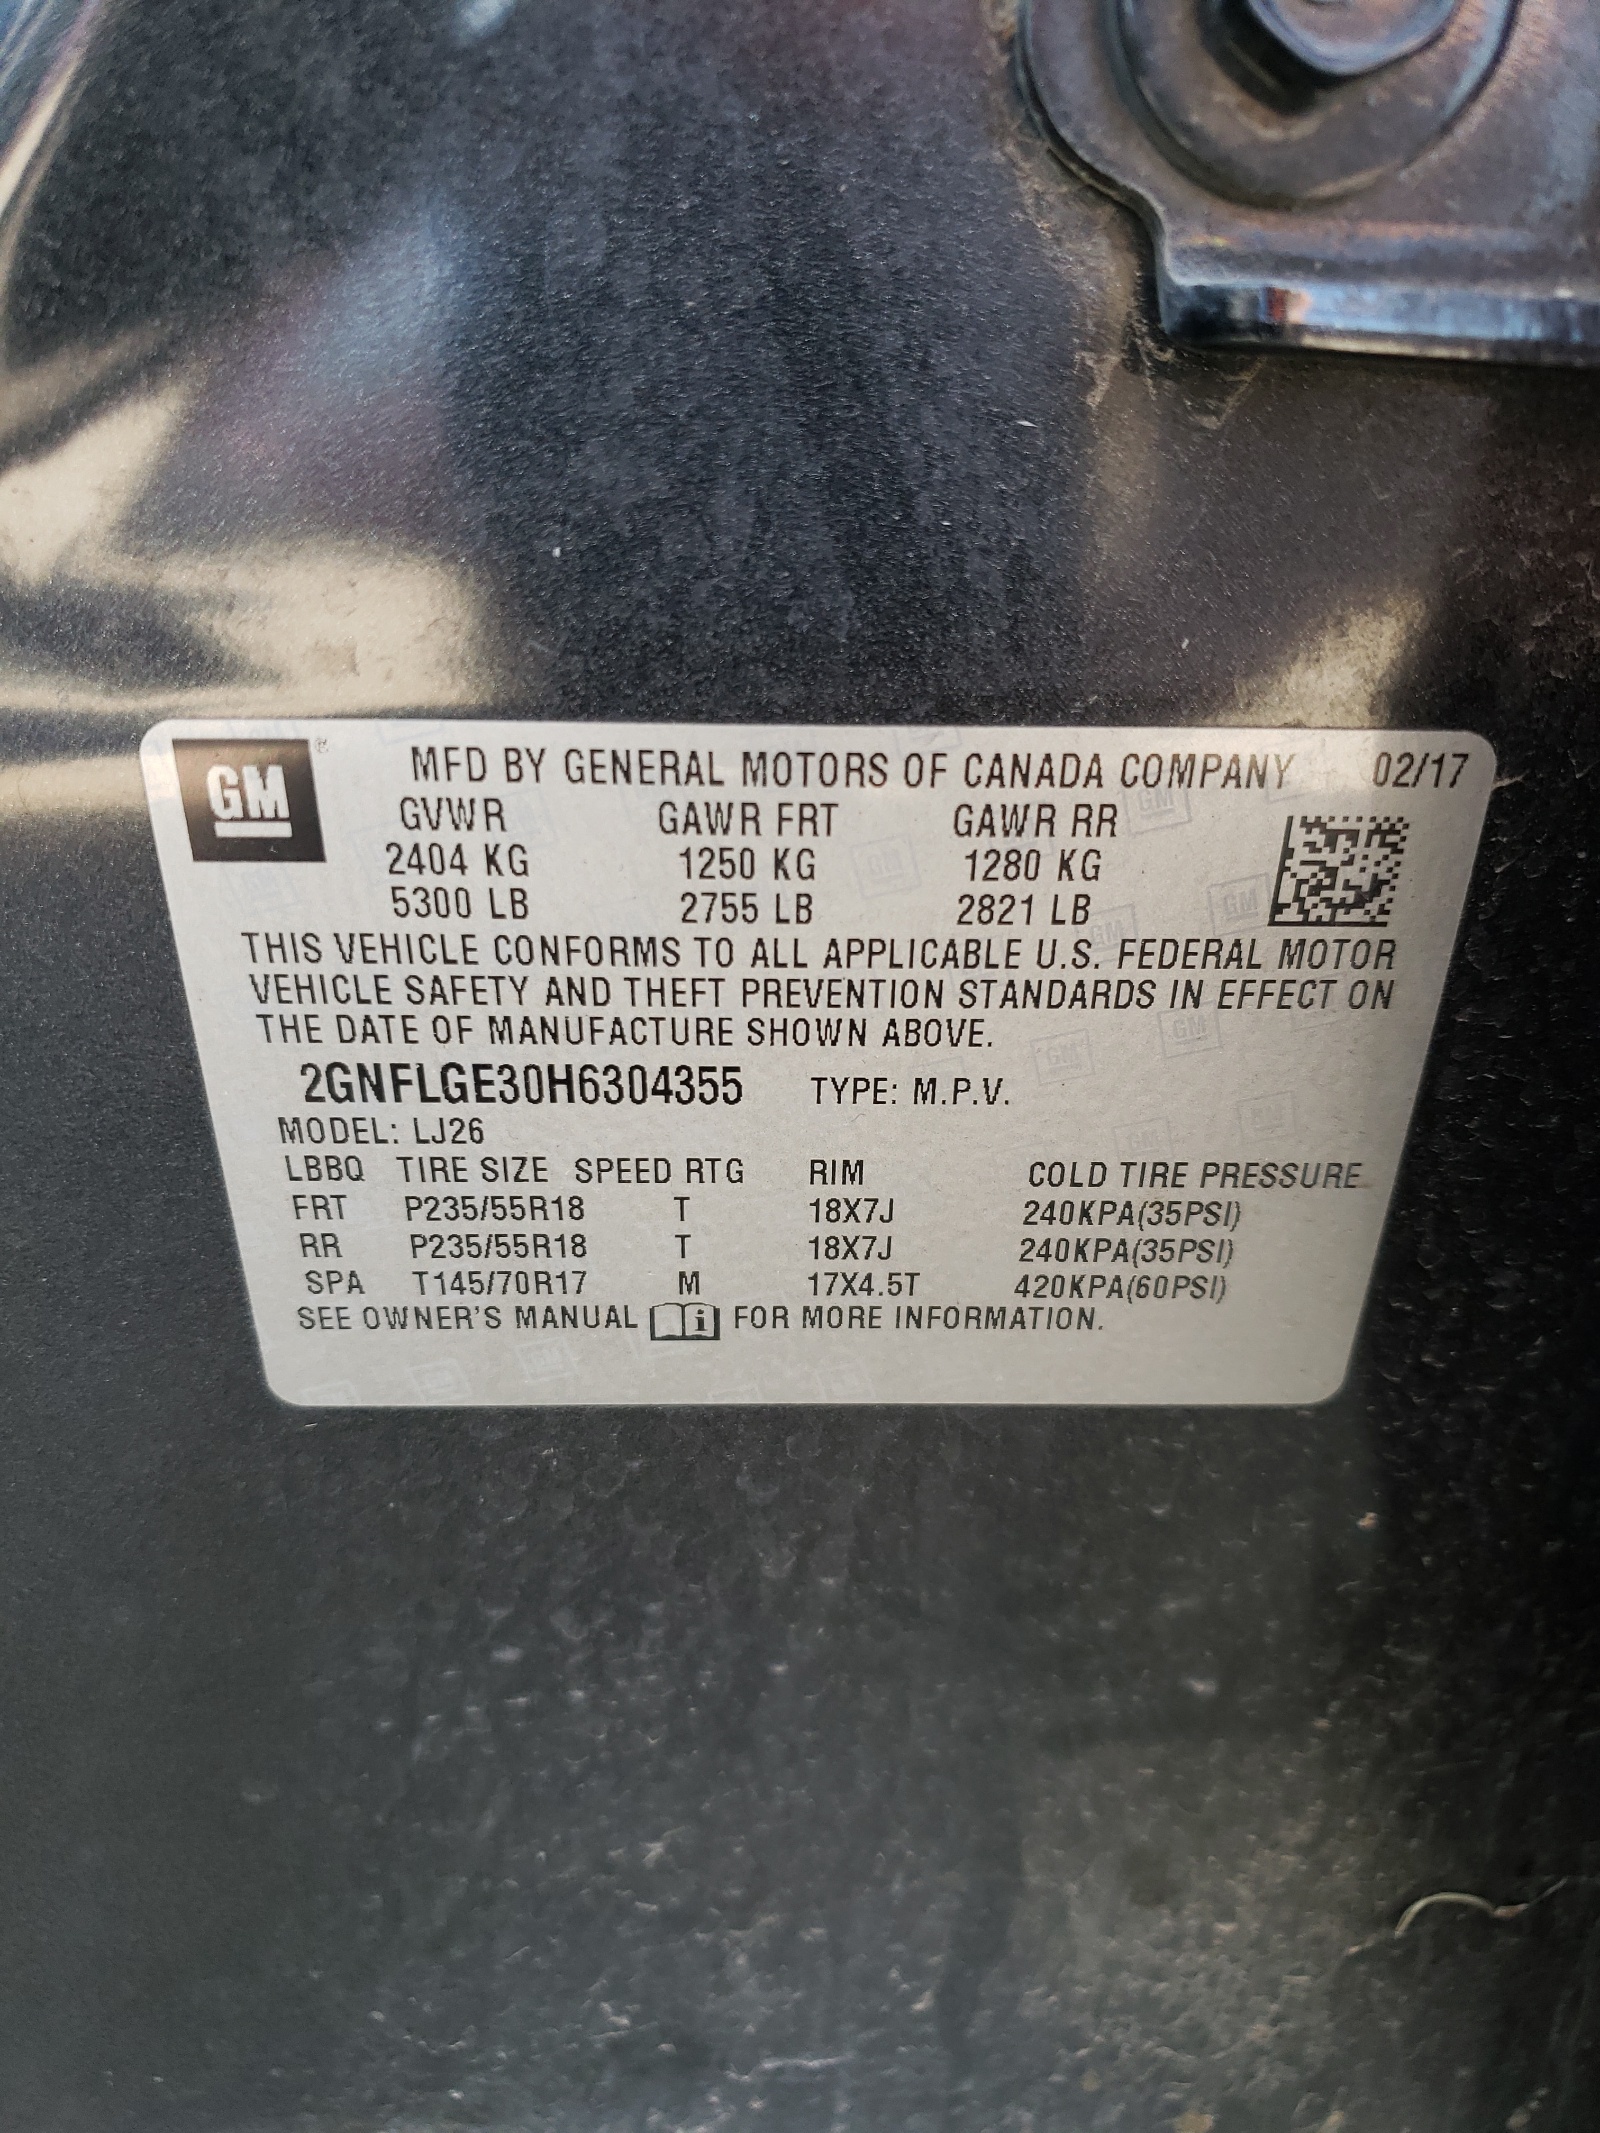 GM ® MFD BY GENERAL MOTORS OF CANADA COMPANY 02/17
GVWR GAWR FRT GAWR RR
2404 KG 1250 KG 1280 KG
5300 LB 2755 LB 2821 LB
THIS VEHICLE CONFORMS TO ALL APPLICABLE U.S. FEDERAL MOTOR
VEHICLE SAFETY AND THEFT PREVENTION STANDARDS IN EFFECT ON
THE DATE OF MANUFACTURE SHOWN ABOVE.
2GNFLGE30H6304355 TYPE: M.P.V.
MODEL: LJ26
LBBQ TIRE SIZE SPEED RTG RIM COLD TIRE PRESSURE
FRT P235/55R18 T 18X7J 240KPA(35PSI)
RR P235/55R18 T 18X7J 240KPA(35PSI)
SPA T145/70R17 M 17X4.5T 420KPA(60PSI)
SEE OWNER'S MANUAL i FOR MORE INFORMATION.